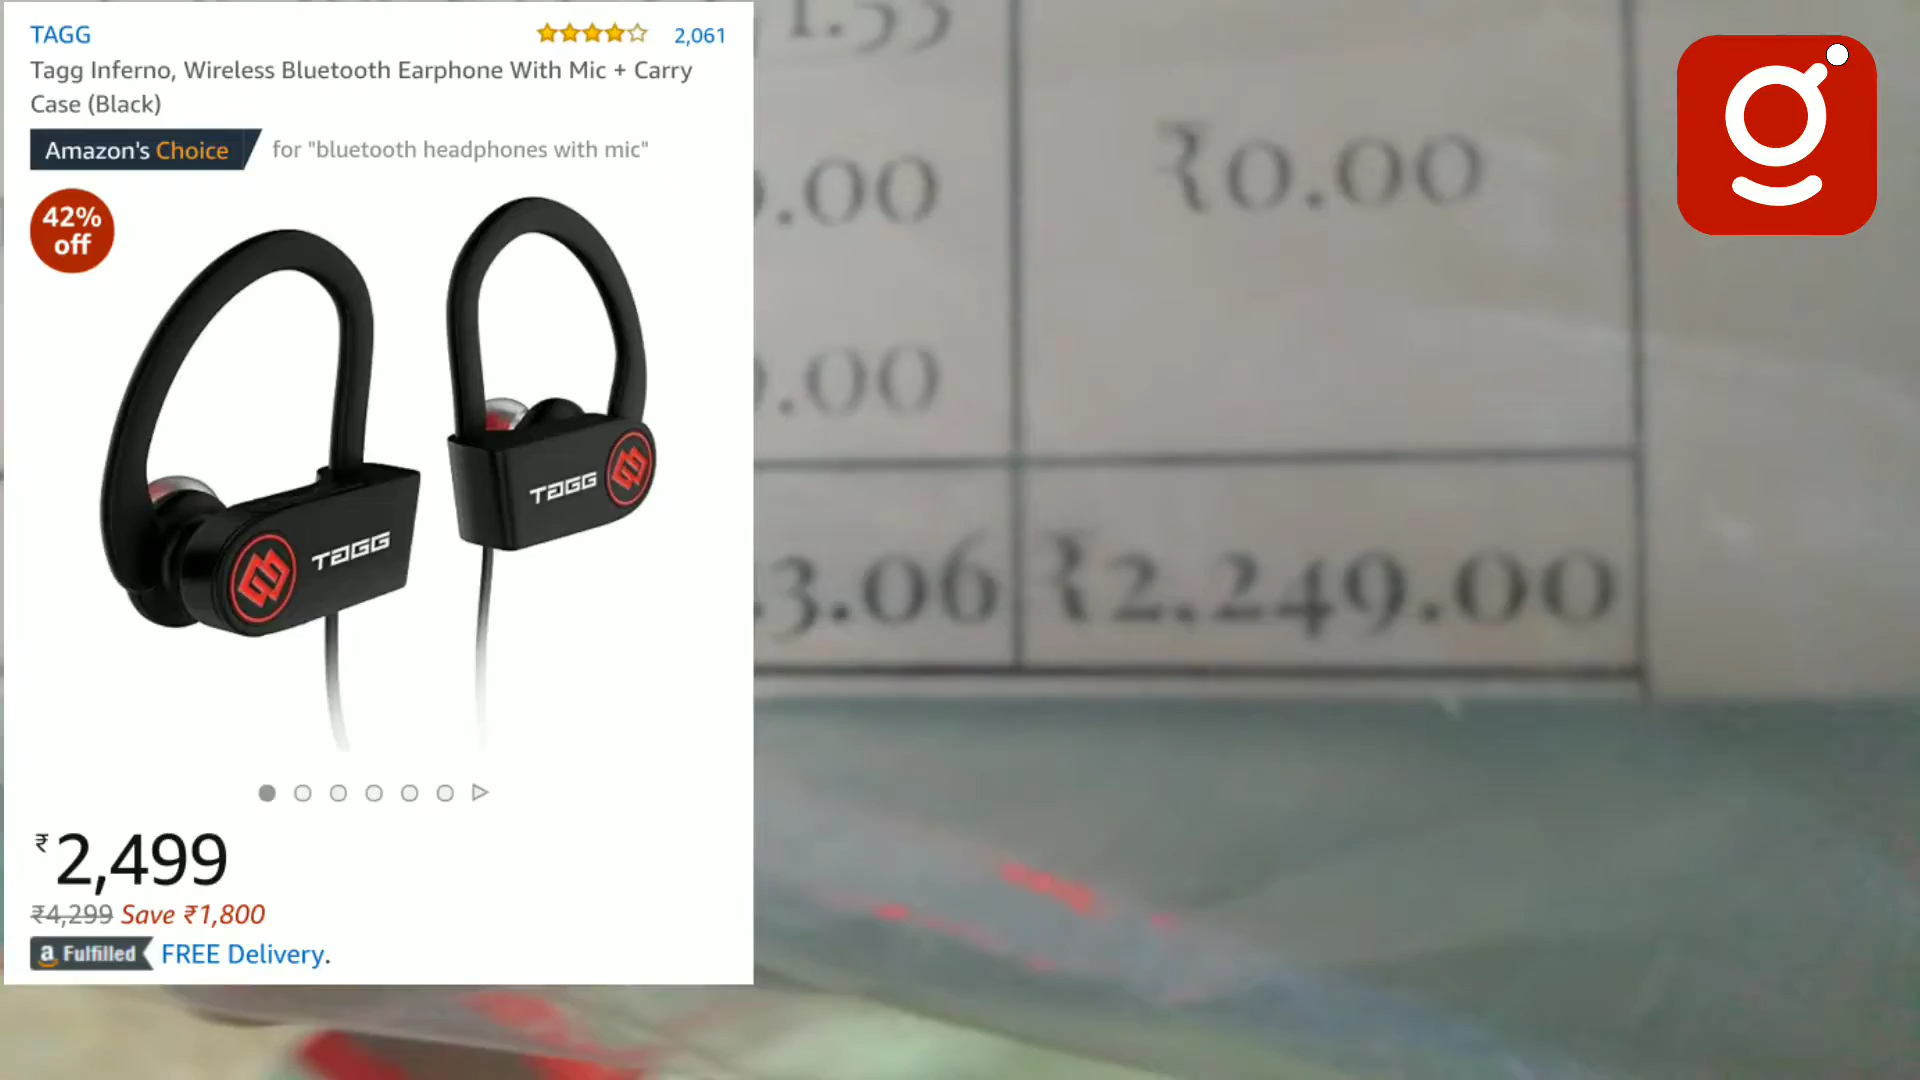 TAGG
2,061
Tagg Inferno, Wireless Bluetooth Earphone With Mic + Carry
Case (Black)
Amazon's Choice for "bluetooth headphones with mic"
42%
off
TAGG
TAGG
₹2,499
₹4,299 Save ₹1,800
a Fulfilled FREE Delivery.
1.53
.00
₹0.00
.00
3.06
₹2,249.00
g